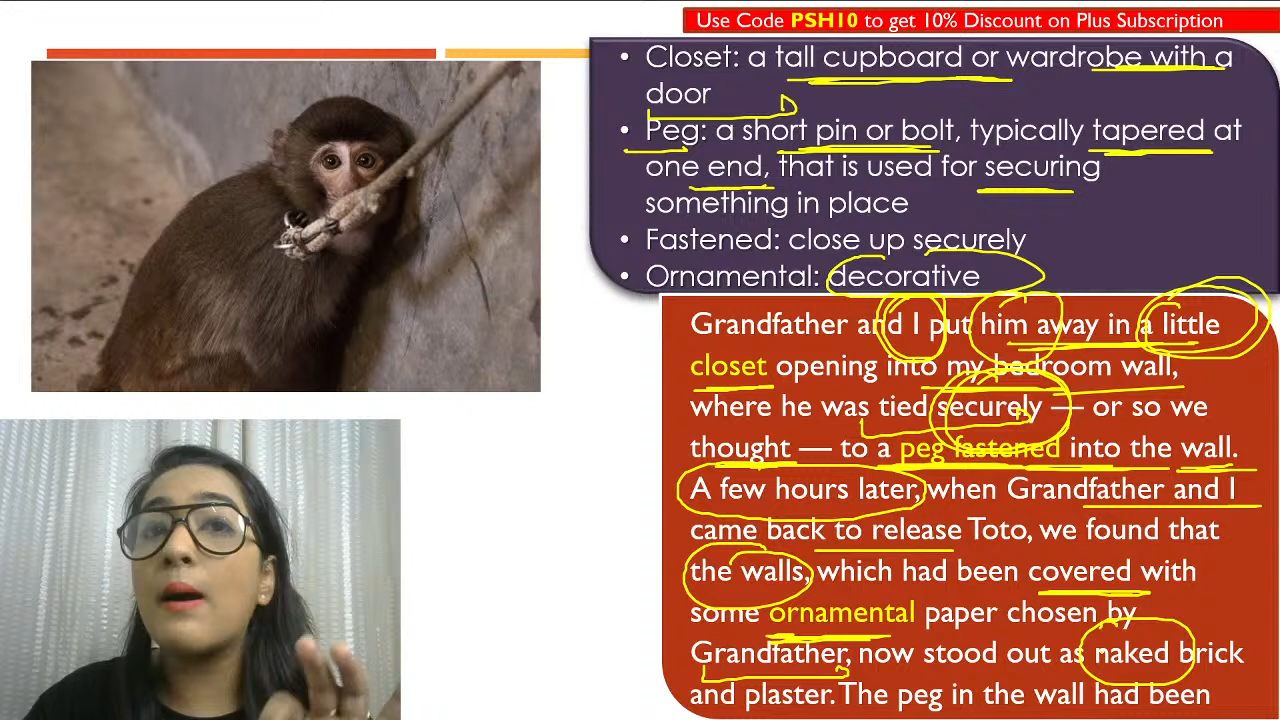 Use Code PSH10 to get 10% Discount on Plus Subscription
• Closet: a tall cupboard or wardrobe with a
door
• Peg: a short pin or bolt, typically tapered at
one end, that is used for securing
something in place
• Fastened: close up securely
• Ornamental: decorative
Grandfather and I put him away in a little
closet opening into my bedroom wall,
where he was tied securely — or so we
thought — to a peg fastened into the wall.
A few hours later, when Grandfather and I
came back to release Toto, we found that
the walls, which had been covered with
some ornamental paper chosen by
Grandfather, now stood out as naked brick
and plaster. The peg in the wall had been